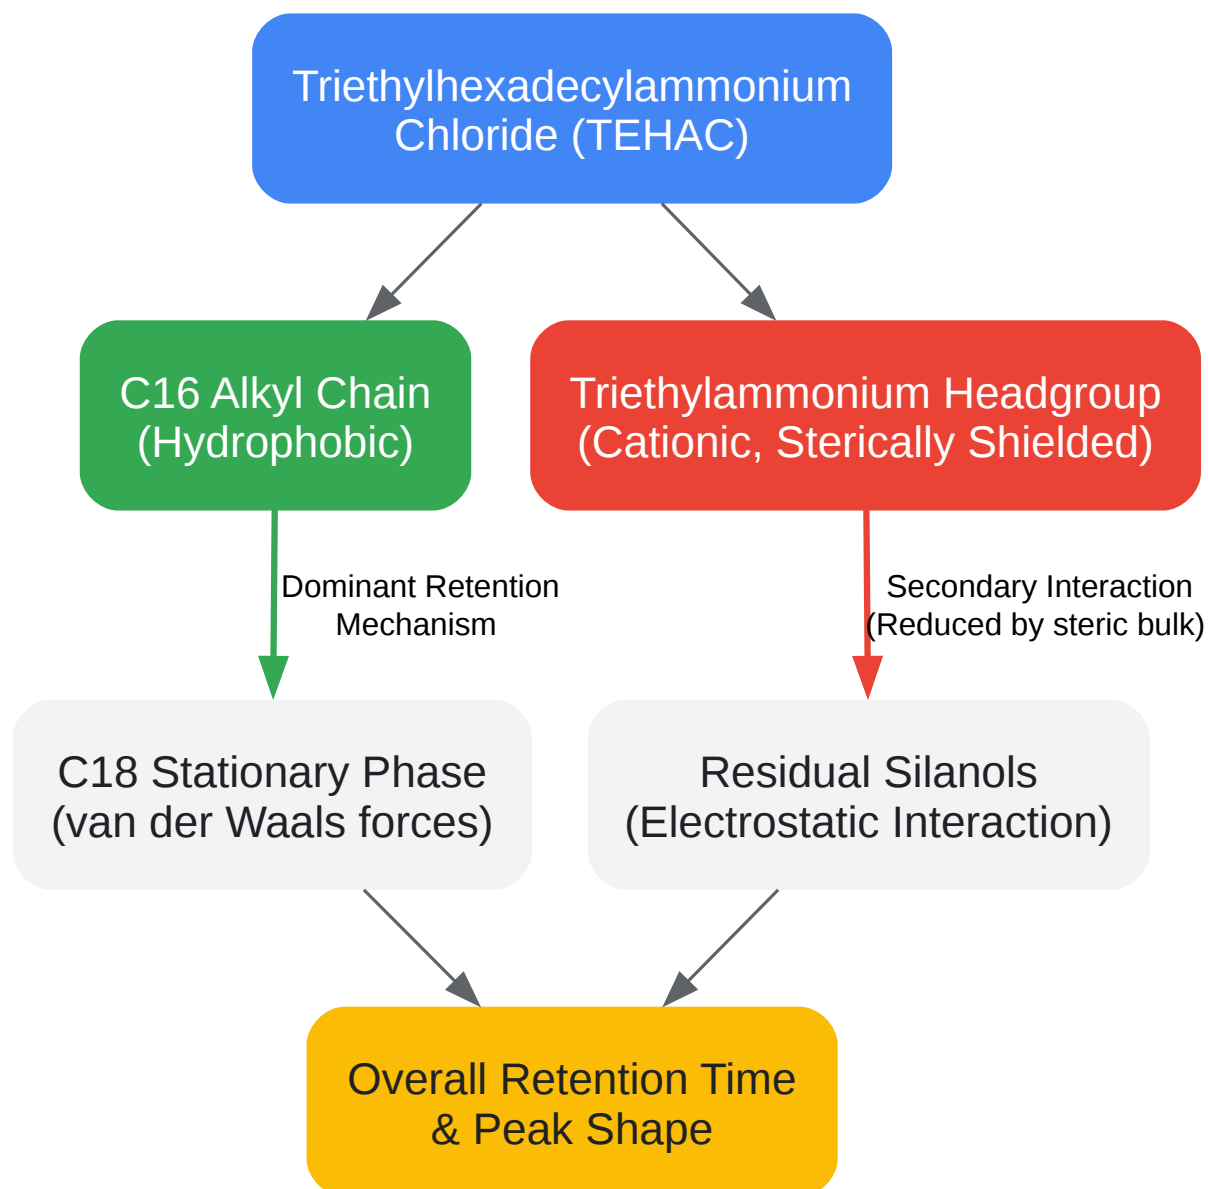 Triethylhexadecylammonium
Chloride (TEHAC)
C16 Alkyl Chain
(Hydrophobic)
Triethylammonium Headgroup
(Cationic, Sterically Shielded)
Dominant Retention
Mechanism
Secondary Interaction
(Reduced by steric bulk)
C18 Stationary Phase
(van der Waals forces)
Residual Silanols
(Electrostatic Interaction)
Overall Retention Time
& Peak Shape